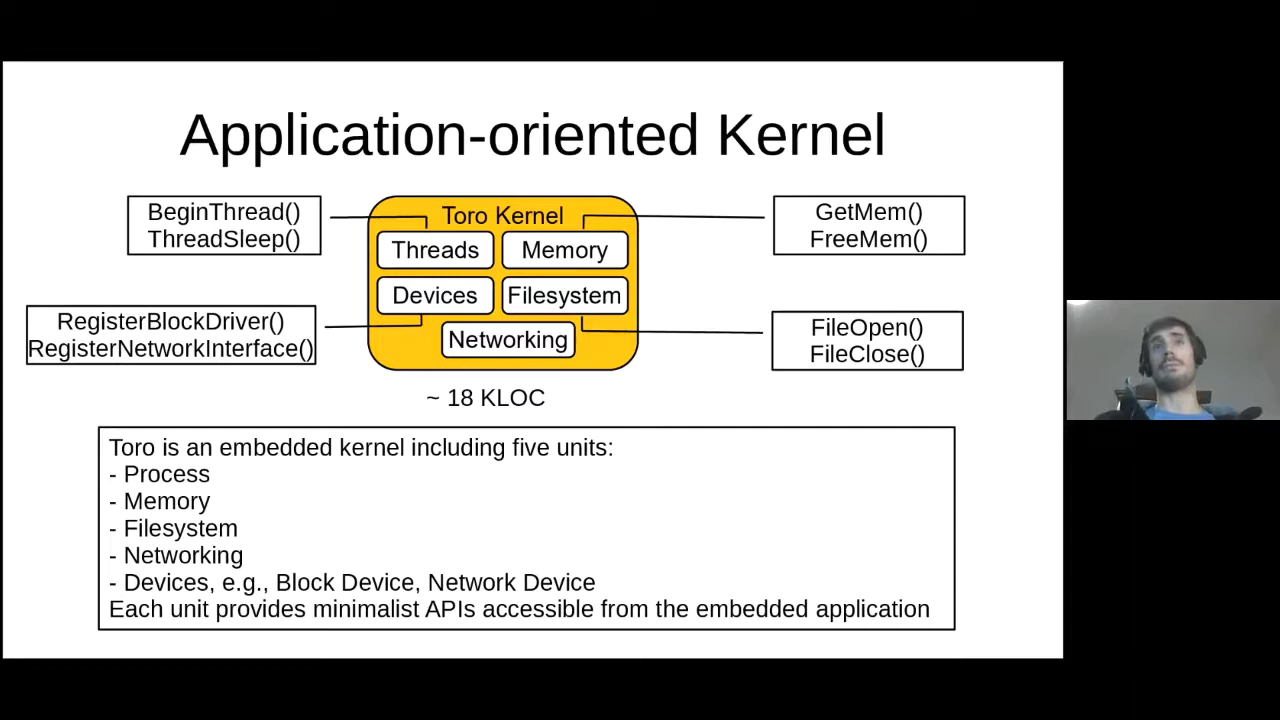 Application-oriented Kernel
BeginThread()
ThreadSleep()
Toro Kernel
GetMem()
FreeMem()
Threads
Memory
Devices
Filesystem
Networking
RegisterBlockDriver()
RegisterNetworkInterface()
FileOpen()
FileClose()
~ 18 KLOC
Toro is an embedded kernel including five units:
- Process
- Memory
- Filesystem
- Networking
- Devices, e.g., Block Device, Network Device
Each unit provides minimalist APIs accessible from the embedded application